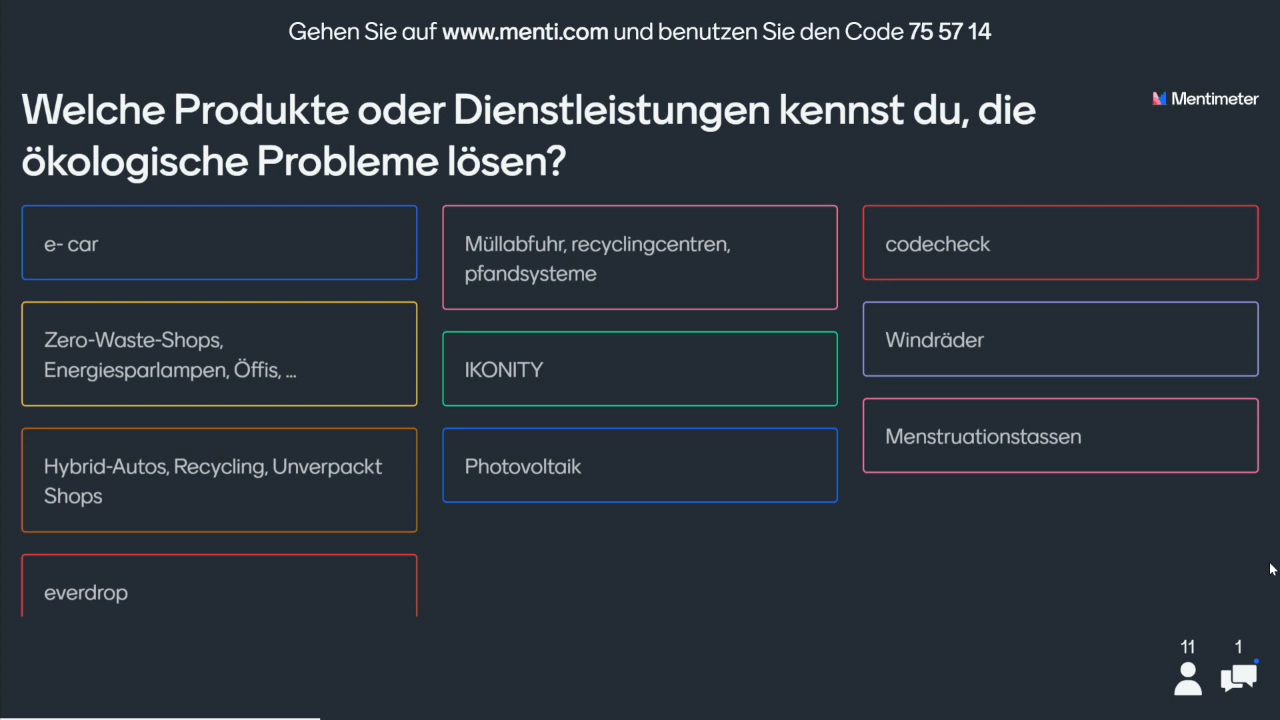 Gehen Sie auf www.menti.com und benutzen Sie den Code 75 57 14
Welche Produkte oder Dienstleistungen kennst du, die
ökologische Probleme lösen?
Mentimeter
e- car
Zero-Waste-Shops,
Energiesparlampen, Öffis, ...
Hybrid-Autos, Recycling, Unverpackt
Shops
everdrop
Müllabfuhr, recyclingcentren,
pfandsysteme
IKONITY
Photovoltaik
codecheck
Windräder
Menstruationstassen
11
1